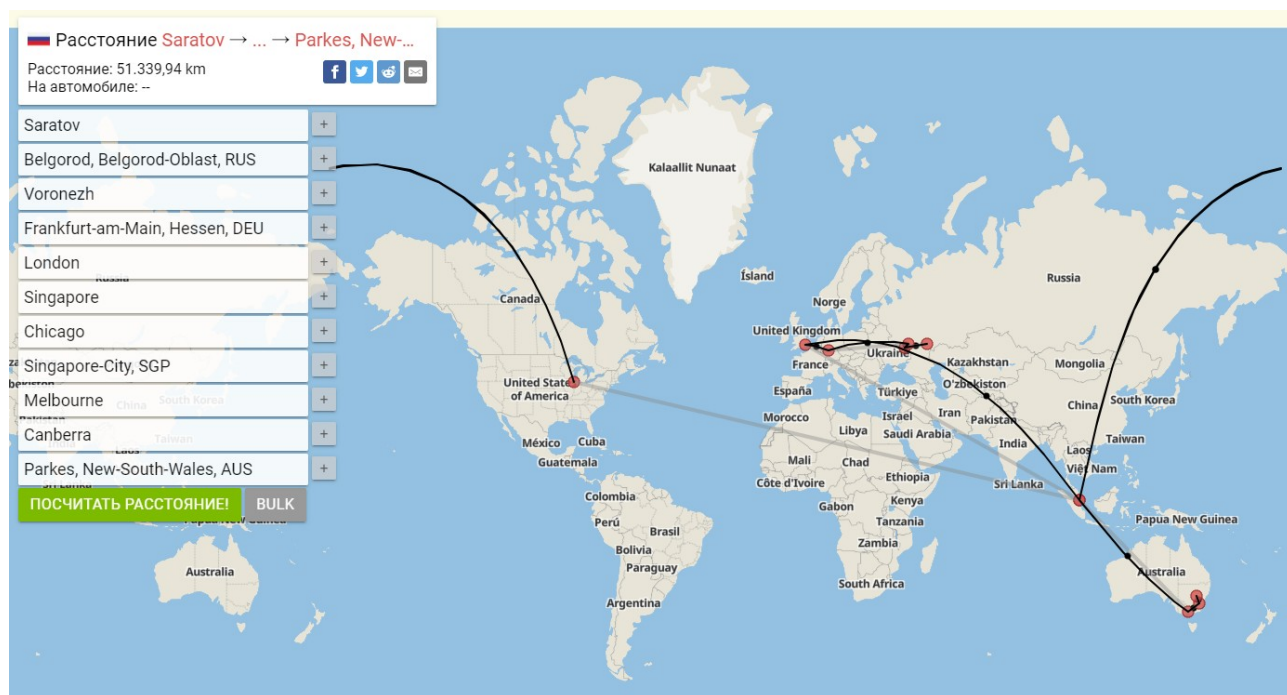 Расстояние Saratov → ... → Parkes, New-...
Расстояние: 51.339,94 km
На автомобиле: --
Saratov +
Belgorod, Belgorod-Oblast, RUS +
Voronezh +
Frankfurt-am-Main, Hessen, DEU +
London +
Singapore +
Chicago +
Singapore-City, SGP +
Melbourne +
Canberra +
Parkes, New-South-Wales, AUS +
ПОСЧИТАТЬ РАССТОЯНИЕ! BULK
Kalaallit Nunaat
Ísland
Russia
Canada
Norge
United Kingdom
Ukraine
France
Kazakhstan
Mongolia
United States
of America
España
Türkiye
O'zbekiston
China
South Korea
Morocco
Israel
Iran
Pakistan
Libya
Saudi Arabia
India
Taiwan
Laos
México
Cuba
Guatemala
Mali
Chad
Côte d'Ivoire
Ethiopia
Sri Lanka
Việt Nam
Colombia
Gabon
Kenya
Tanzania
Papua New Guinea
Perú
Brasil
Zambia
Bolivia
Paraguay
South Africa
Argentina
Australia
Australia
China
South Korea
Taiwan